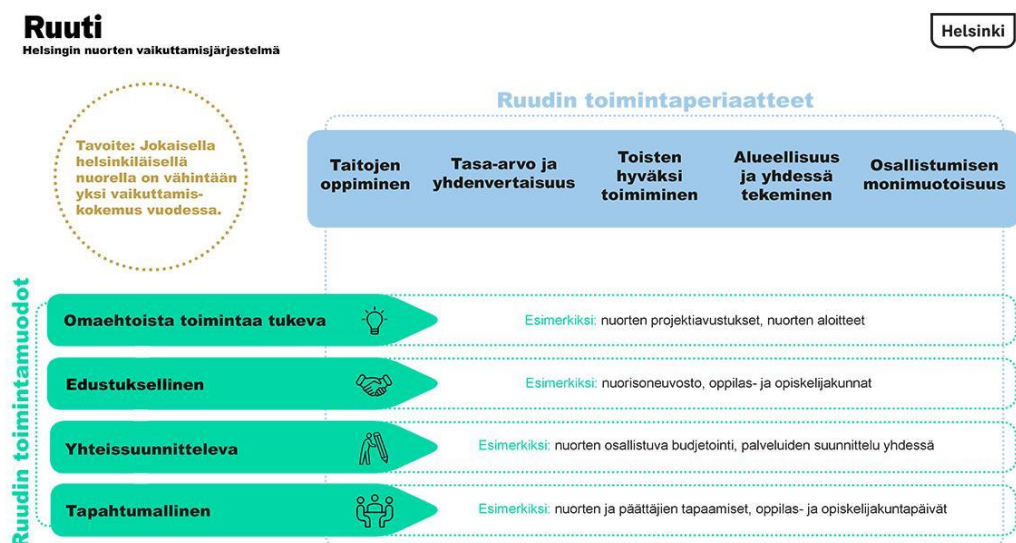 Ruuti
Helsingin nuorten vaikuttamisjärjestelmä
Helsinki
Tavoite: Jokaisella
helsinkiläisellä
nuorella on vähintään
yksi vaikuttamis-
kokemus vuodessa.
Ruudin toimintaperiaatteet
Taitojen
oppiminen
Tasa-arvo ja
yhdenvertaisuus
Toisten
hyväksi
toimiminen
Alueellisuus
ja yhdessä
tekeminen
Osallistumisen
monimuotoisuus
Ruudin toimintamuodot
Omaehtoista toimintaa tukeva
Esimerkiksi: nuorten projektiavustukset, nuorten aloitteet
Edustuksellinen
Esimerkiksi: nuorisoneuvosto, oppilas- ja opiskelijakunnat
Yhteissuunnitteleva
Esimerkiksi: nuorten osallistuva budjetointi, palveluiden suunnittelu yhdessä
Tapahtumallinen
Esimerkiksi: nuorten ja päättäjien tapaamiset, oppilas- ja opiskelijakuntapäivät